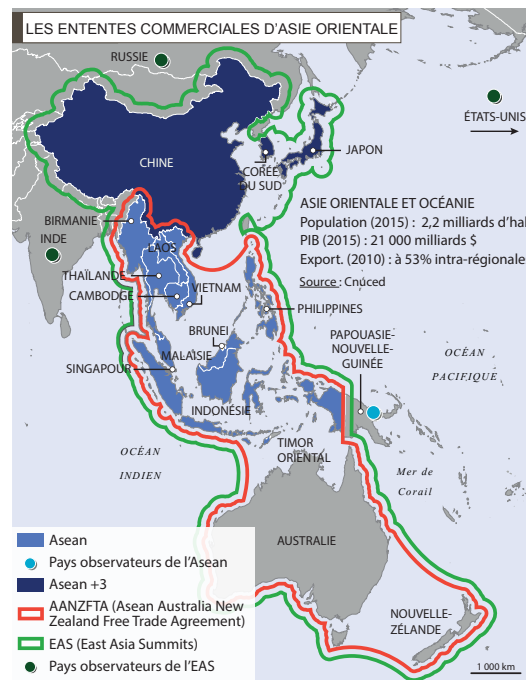 LES ENTENTES COMMERCIALES D'ASIE ORIENTALE
RUSSIE
ÉTATS-UNIS
CHINE
JAPON
CORÉE
DU SUD
ASIE ORIENTALE ET OCÉANIE
Population (2015) : 2,2 milliards d'hal
PIB (2015) : 21 000 milliards $
Export. (2010) : à 53% intra-régionale
Source : Cnuced
BIRMANIE
INDE
LAOS
THAÏLANDE
VIETNAM
CAMBODGE
PHILIPPINES
BRUNEI
MALAISIE
SINGAPOUR
PAPOUASIE-
NOUVELLE-
GUINÉE
OCÉAN
PACIFIQUE
INDONÉSIE
TIMOR
ORIENTAL
OCÉAN
INDIEN
Mer de
Corail
AUSTRALIE
NOUVELLE-
ZÉLANDE
Asean
Pays observateurs de l'Asean
Asean +3
AANZFTA (Asean Australia New
Zealand Free Trade Agreement)
EAS (East Asia Summits)
Pays observateurs de l'EAS
1 000 km